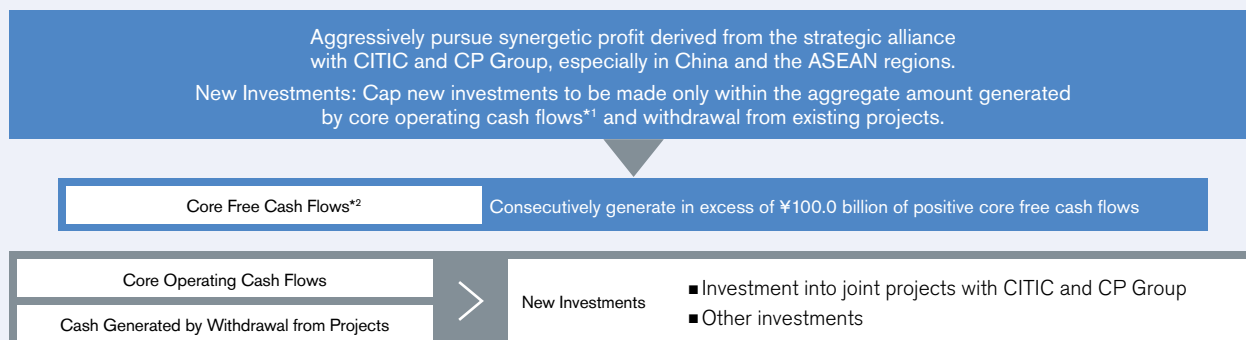 Aggressively pursue synergetic profit derived from the strategic alliance
with CITIC and CP Group, especially in China and the ASEAN regions.
New Investments: Cap new investments to be made only within the aggregate amount generated
by core operating cash flows*1 and withdrawal from existing projects.
Core Free Cash Flows*2
Consecutively generate in excess of ¥100.0 billion of positive core free cash flows
Core Operating Cash Flows
Cash Generated by Withdrawal from Projects
New Investments
■ Investment into joint projects with CITIC and CP Group
■ Other investments